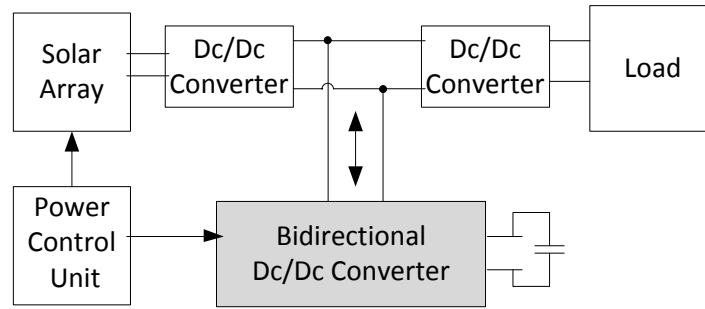 Solar
Array
Dc/Dc
Converter
Dc/Dc
Converter
Load
Power
Control
Unit
Bidirectional
Dc/Dc Converter